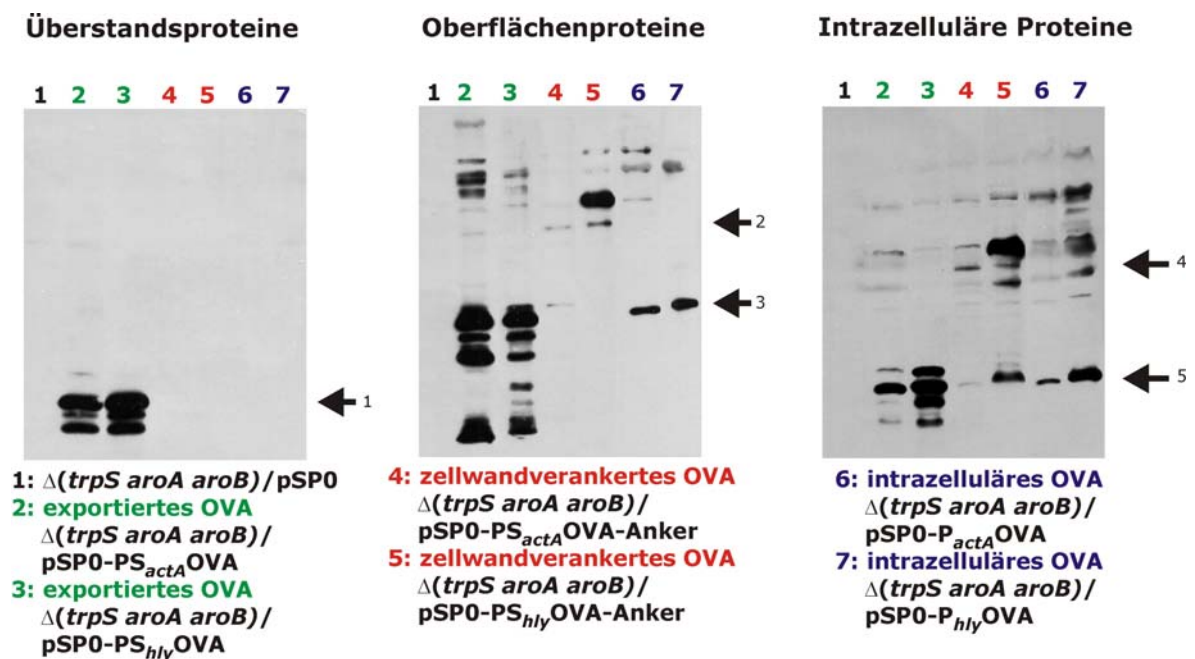 Überstandsproteine
1 2 3 4 5 6 7
1
Oberflächenproteine
1 2 3 4 5 6 7
2
3
Intrazelluläre Proteine
1 2 3 4 5 6 7
4
5
1: Δ(trpS aroA aroB)/pSP0
2: exportiertes OVA
Δ(trpS aroA aroB)/
pSP0-PSactAOVA
3: exportiertes OVA
Δ(trpS aroA aroB)/
pSP0-PShlyOVA
4: zellwandverankertes OVA
Δ(trpS aroA aroB)/
pSP0-PSactAOVA-Anker
5: zellwandverankertes OVA
Δ(trpS aroA aroB)/
pSP0-PShlyOVA-Anker
6: intrazelluläres OVA
Δ(trpS aroA aroB)/
pSP0-PactAOVA
7: intrazelluläres OVA
Δ(trpS aroA aroB)/
pSP0-PhlyOVA